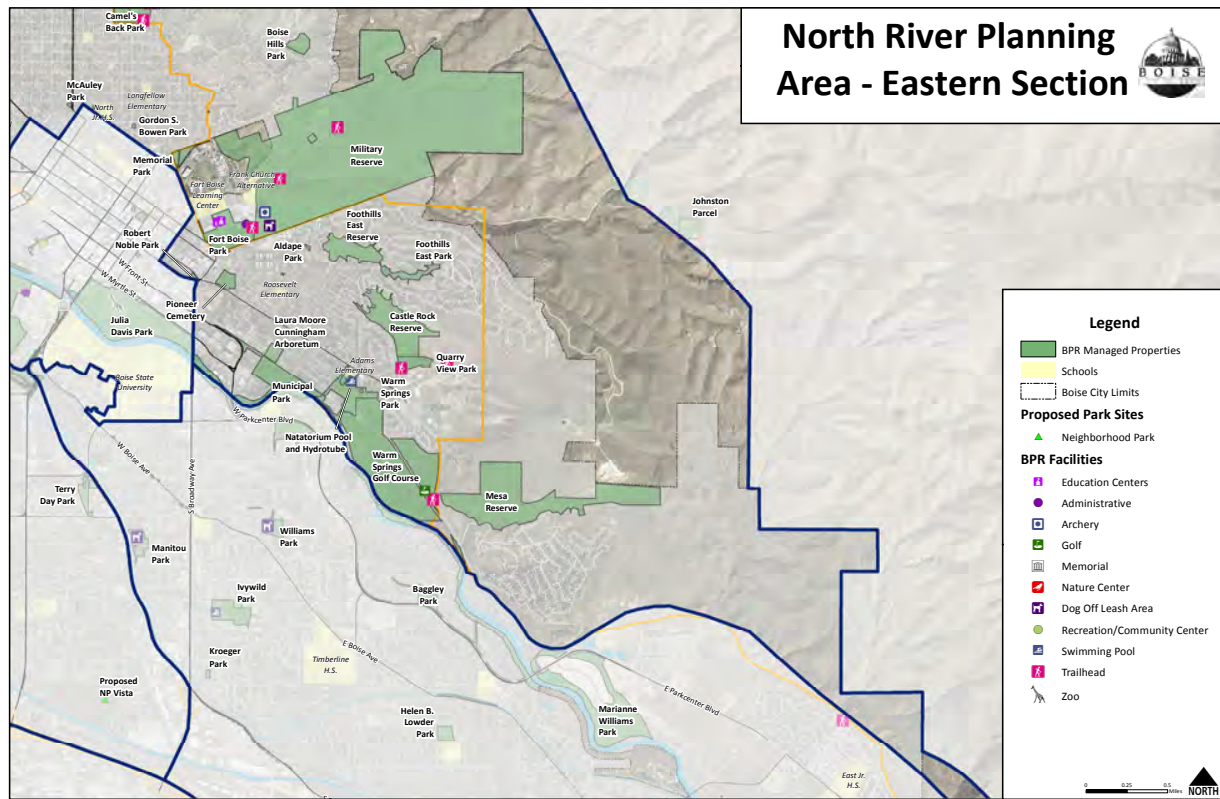 North River Planning
Area - Eastern Section
BOISE
Camel's
Back Park
Boise
Hills
Park
McAuley
Park
Longfellow
Elementary
North
Jr. H.S.
Gordon S.
Bowen Park
Memorial
Park
Military
Reserve
Frank Church
Alternative
Fort Boise
Learning
Center
Johnston
Parcel
Foothills
East
Reserve
Robert
Noble Park
Fort Boise
Park
Aldape
Park
Foothills
East Park
W Front St
W Myrtle St
Roosevelt
Elementary
Pioneer
Cemetery
Julia
Davis Park
Laura Moore
Cunningham
Arboretum
Castle Rock
Reserve
Adams
Elementary
Quarry
View Park
Boise State
University
Municipal
Park
Warm
Springs
Park
W Parkcenter Blvd
Natatorium Pool
and Hydrotube
W Boise Ave
S Broadway Ave
Warm
Springs
Golf Course
Mesa
Reserve
Terry
Day Park
Williams
Park
Manitou
Park
Ivywild
Park
Baggley
Park
Kroeger
Park
E Boise Ave
Timberline
H.S.
Proposed
NP Vista
Helen B.
Lowder
Park
Marianne
Williams
Park
E Parkcenter Blvd
East Jr.
H.S.
Legend
BPR Managed Properties
Schools
Boise City Limits
Proposed Park Sites
Neighborhood Park
BPR Facilities
Education Centers
Administrative
Archery
Golf
Memorial
Nature Center
Dog Off Leash Area
Recreation/Community Center
Swimming Pool
Trailhead
Zoo
0 0.25 0.5
Miles
NORTH